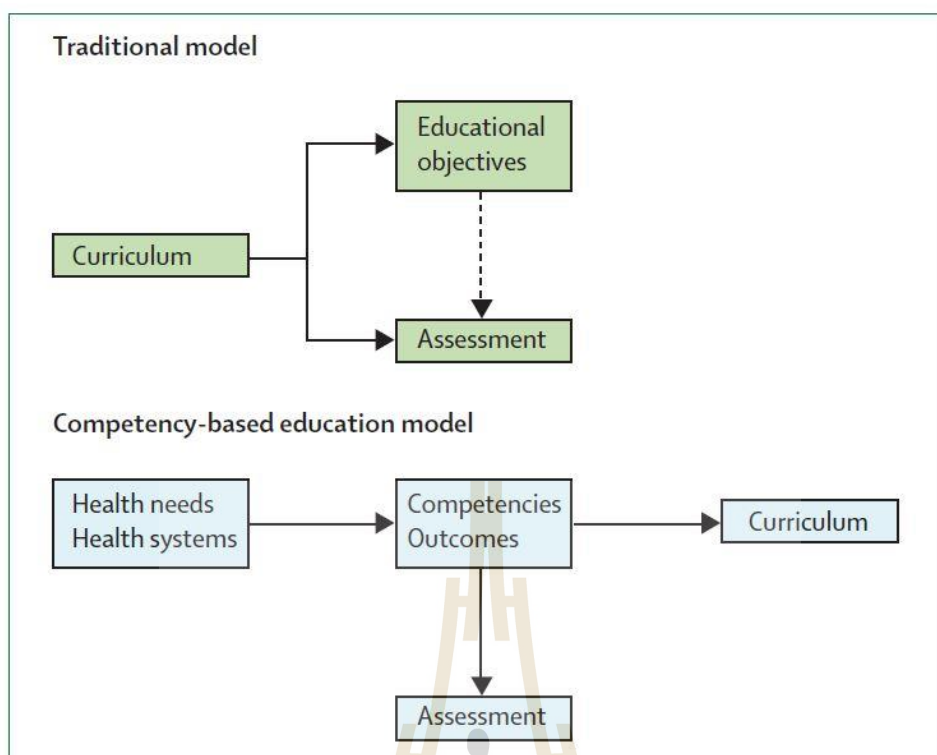 Traditional model
Educational
objectives
Curriculum
Assessment
Competency-based education model
Health needs
Health systems
Competencies
Outcomes
Curriculum
Assessment